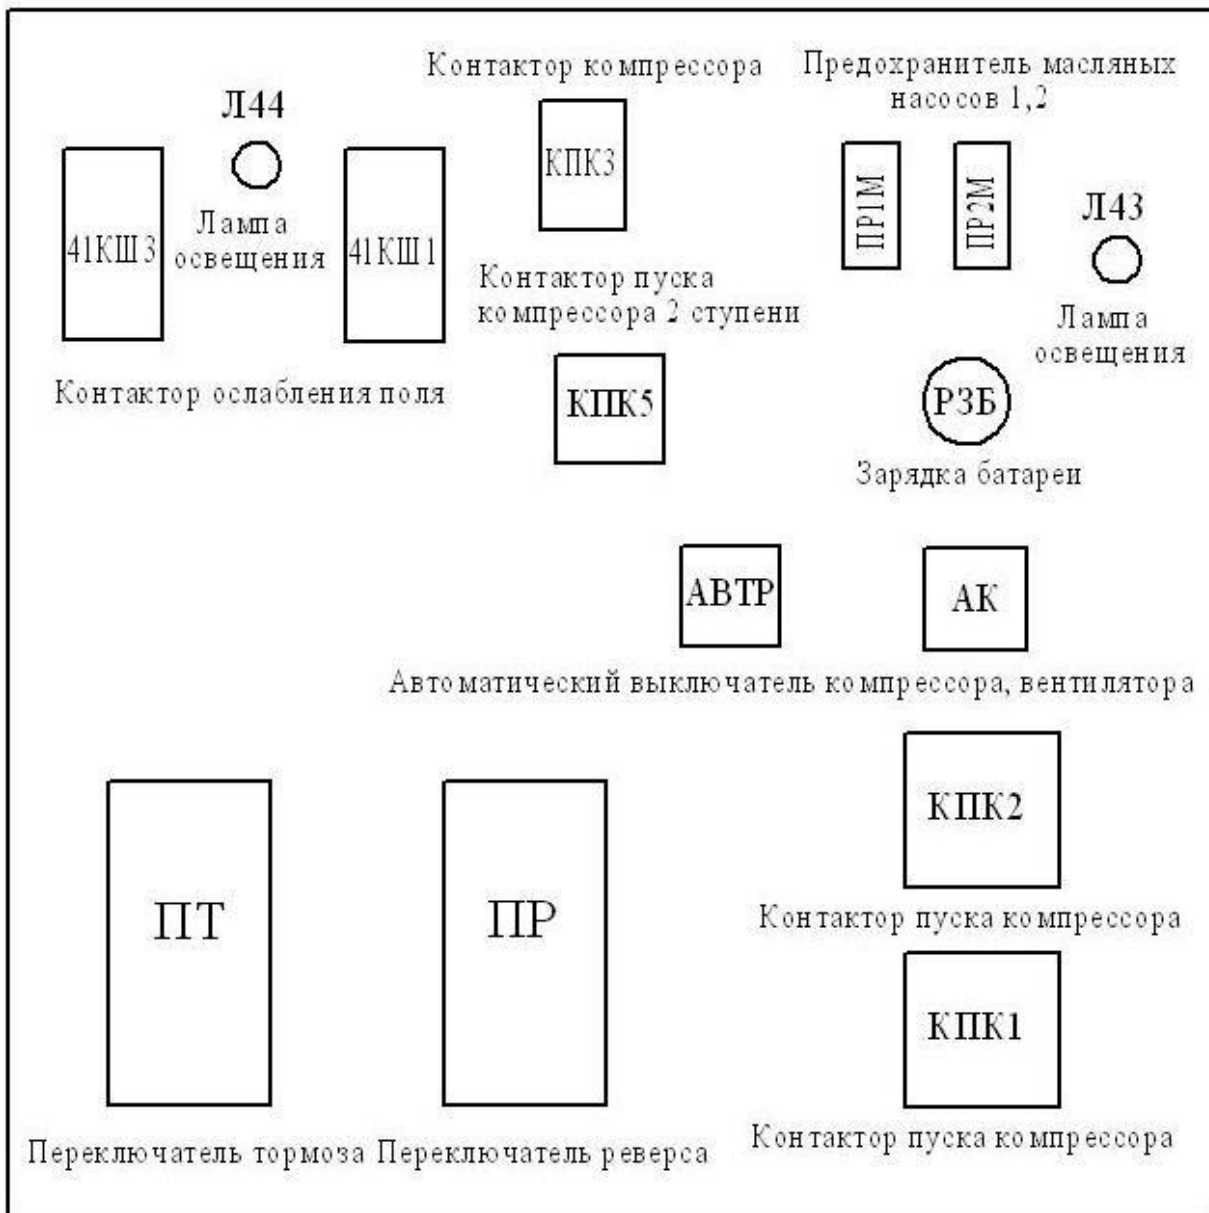 Контактор компрессора
Предохранитель масляных
насосов 1,2
Л44
КПК3
ПР1М
ПР2М
Л43
41КШ3
Лампа
освещения
41КШ1
Контактор пуска
компрессора 2 ступени
Лампа
освещения
Контактор ослабления поля
КПК5
РЗБ
Зарядка батареи
АВТР
АК
Автоматический выключатель компрессора, вентилятора
КПК2
ПТ
ПР
Контактор пуска компрессора
КПК1
Переключатель тормоза
Переключатель реверса
Контактор пуска компрессора